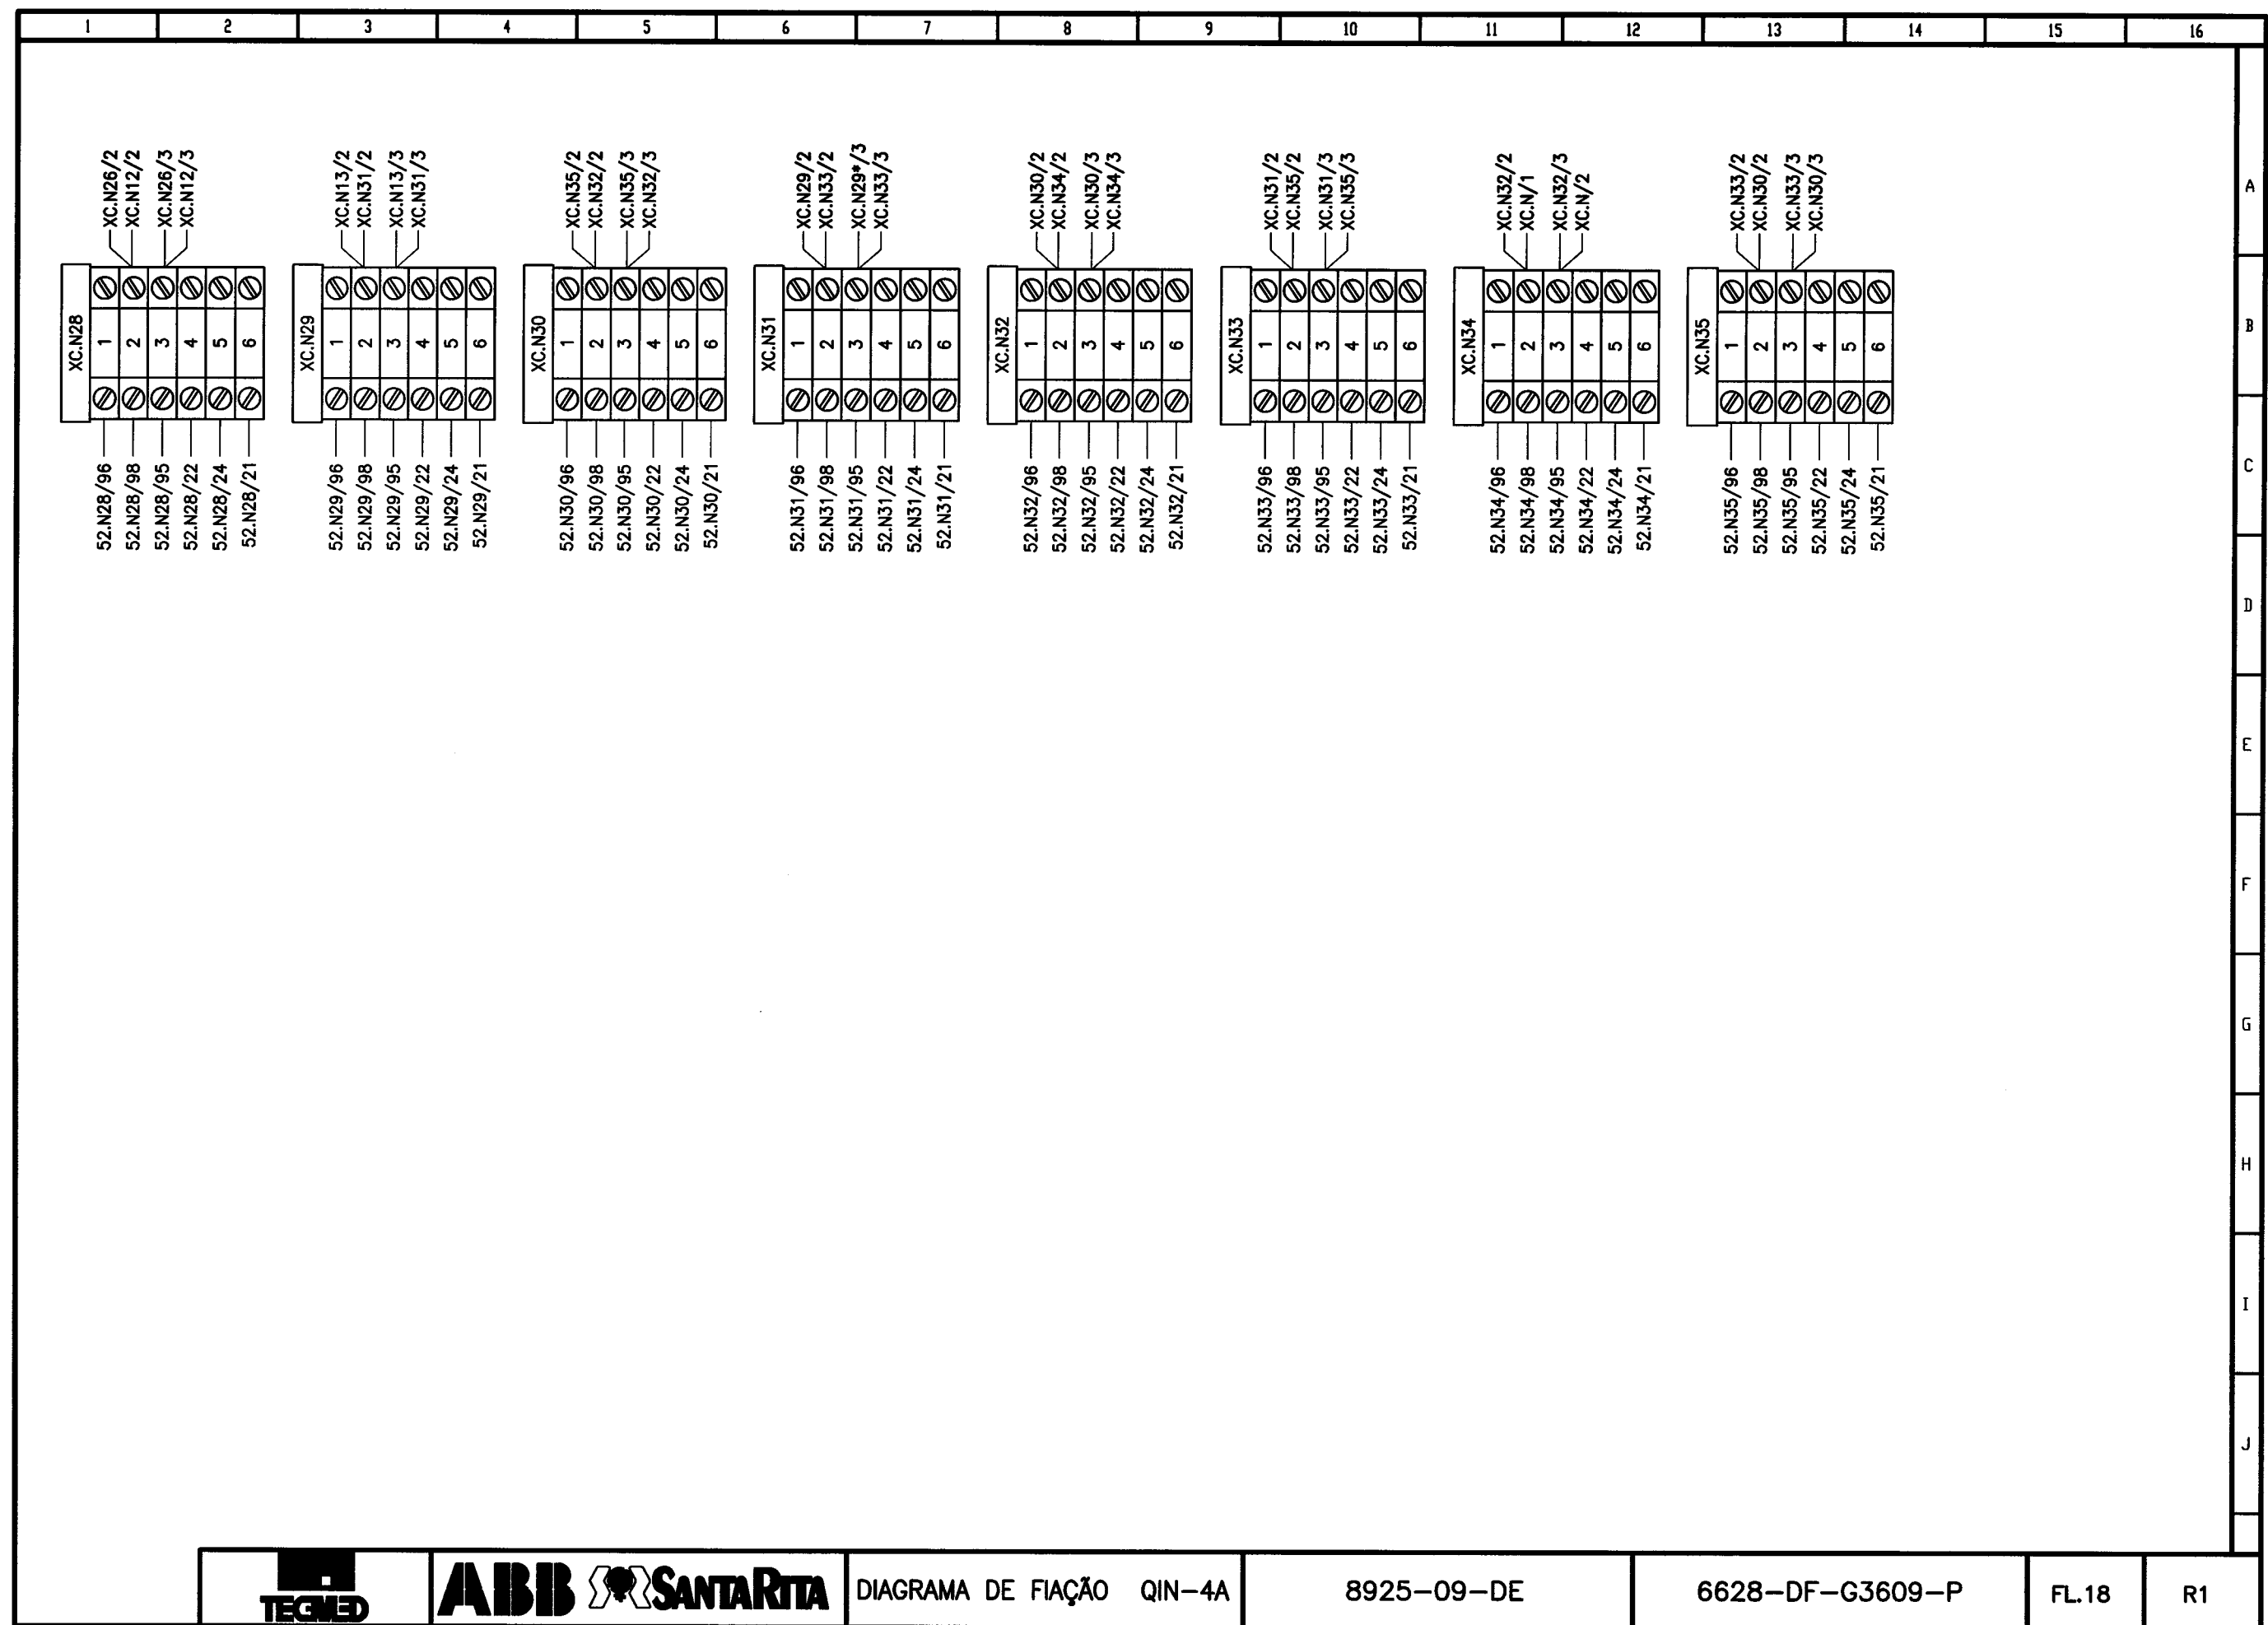 1 2 3 4 5 6 7 8 9 10 11 12 13 14 15 16
A
B
C
D
E
F
G
H
I
J
XC.N26/2
XC.N12/2
XC.N26/3
XC.N12/3
XC.N28
1 2 3 4 5 6
52.N28/96
52.N28/98
52.N28/95
52.N28/22
52.N28/24
52.N28/21
XC.N13/2
XC.N31/2
XC.N13/3
XC.N31/3
XC.N29
1 2 3 4 5 6
52.N29/96
52.N29/98
52.N29/95
52.N29/22
52.N29/24
52.N29/21
XC.N35/2
XC.N32/2
XC.N35/3
XC.N32/3
XC.N30
1 2 3 4 5 6
52.N30/96
52.N30/98
52.N30/95
52.N30/22
52.N30/24
52.N30/21
XC.N29/2
XC.N33/2
XC.N29*/3
XC.N33/3
XC.N31
1 2 3 4 5 6
52.N31/96
52.N31/98
52.N31/95
52.N31/22
52.N31/24
52.N31/21
XC.N30/2
XC.N34/2
XC.N30/3
XC.N34/3
XC.N32
1 2 3 4 5 6
52.N32/96
52.N32/98
52.N32/95
52.N32/22
52.N32/24
52.N32/21
XC.N31/2
XC.N35/2
XC.N31/3
XC.N35/3
XC.N33
1 2 3 4 5 6
52.N33/96
52.N33/98
52.N33/95
52.N33/22
52.N33/24
52.N33/21
XC.N32/2
XC.N/1
XC.N32/3
XC.N/2
XC.N34
1 2 3 4 5 6
52.N34/96
52.N34/98
52.N34/95
52.N34/22
52.N34/24
52.N34/21
XC.N33/2
XC.N30/2
XC.N33/3
XC.N30/3
XC.N35
1 2 3 4 5 6
52.N35/96
52.N35/98
52.N35/95
52.N35/22
52.N35/24
52.N35/21
TECMED
ABB SANTARITA
DIAGRAMA DE FIAÇÃO QIN-4A
8925-09-DE
6628-DF-G3609-P
FL.18
R1